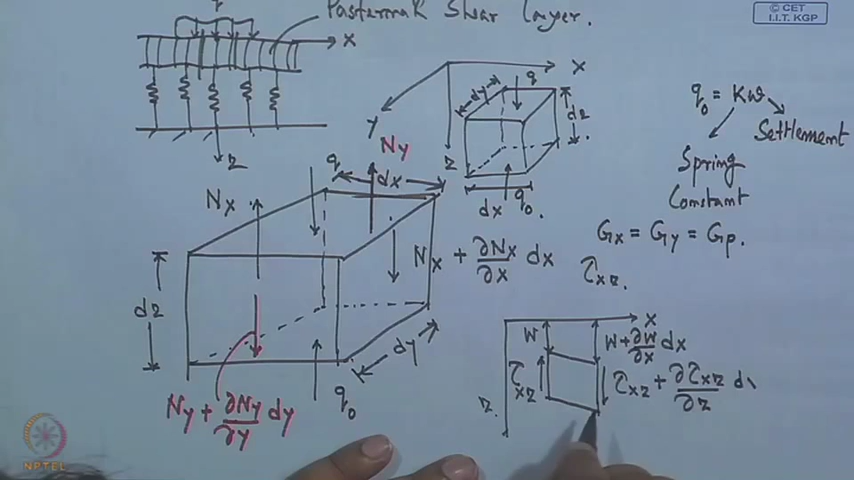 q
Pasternak Shear layer.
© CET
I.I.T. KGP
X
z
X
Y
z
q
dy
dz
dx
q₀.
q₀ = Kw
Settlement
Spring
Constant
Gx = Gy = Gp.
τxz.
Nx
q
Ny
dx
Nx + ∂Nx/∂x dx
dz
dy
q₀
Ny + ∂Ny/∂y dy
X
W
W + ∂W/∂x dx
τxz
τxz + ∂τxz/∂z d
z.
NPTEL